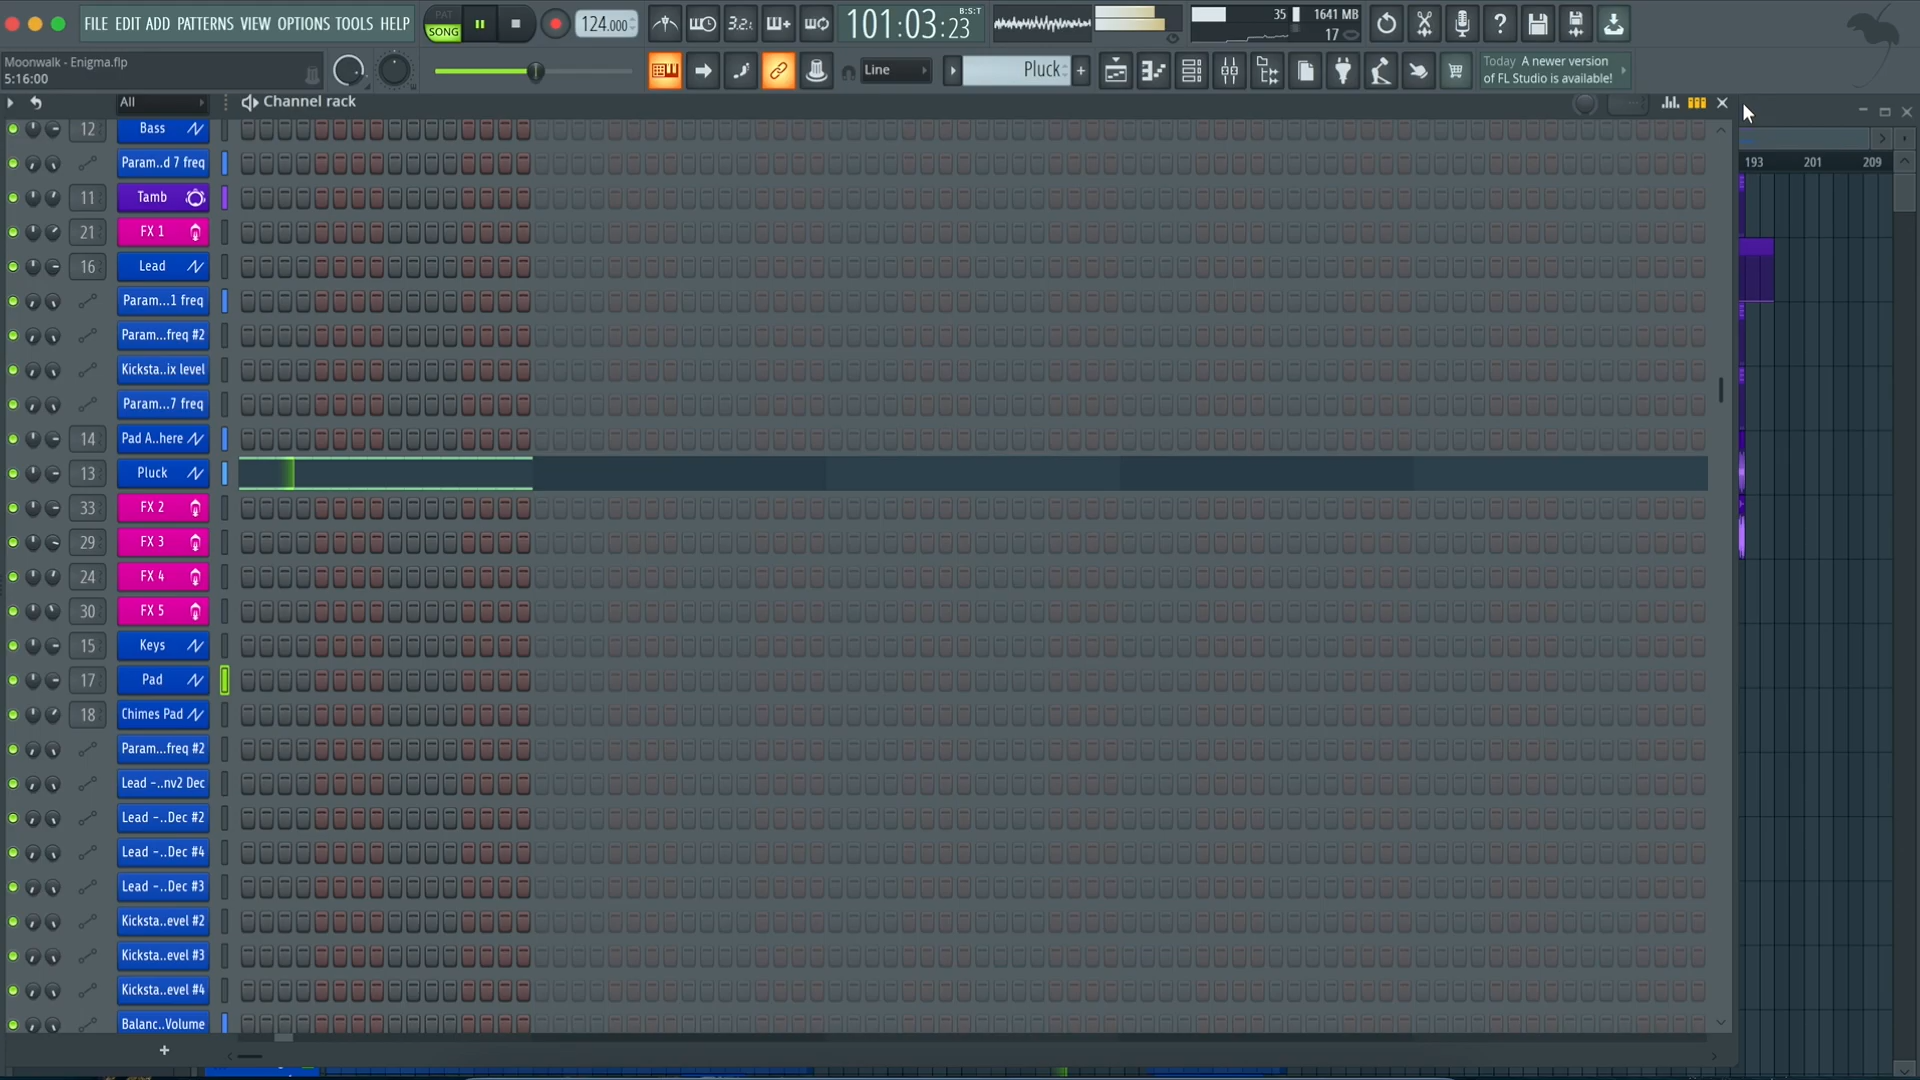 FILE EDIT ADD PATTERNS VIEW OPTIONS TOOLS HELP
PAT
SONG
124.000
3.2.
101:03:23
B:S:T
35
1641 MB
17
Moonwalk - Enigma.flp
5:16:00
Line
Pluck
+
Today A newer version
of FL Studio is available!
All
Channel rack
193 201 209
12 Bass
Param..d 7 freq
11 Tamb
21 FX 1
16 Lead
Param...1 freq
Param...freq #2
Kicksta...ix level
Param...7 freq
14 Pad A..here
13 Pluck
33 FX 2
29 FX 3
24 FX 4
30 FX 5
15 Keys
17 Pad
18 Chimes Pad
Param...freq #2
Lead -..nv2 Dec
Lead -..Dec #2
Lead -..Dec #4
Lead -..Dec #3
Kicksta..evel #2
Kicksta..evel #3
Kicksta..evel #4
Balanc..Volume
+